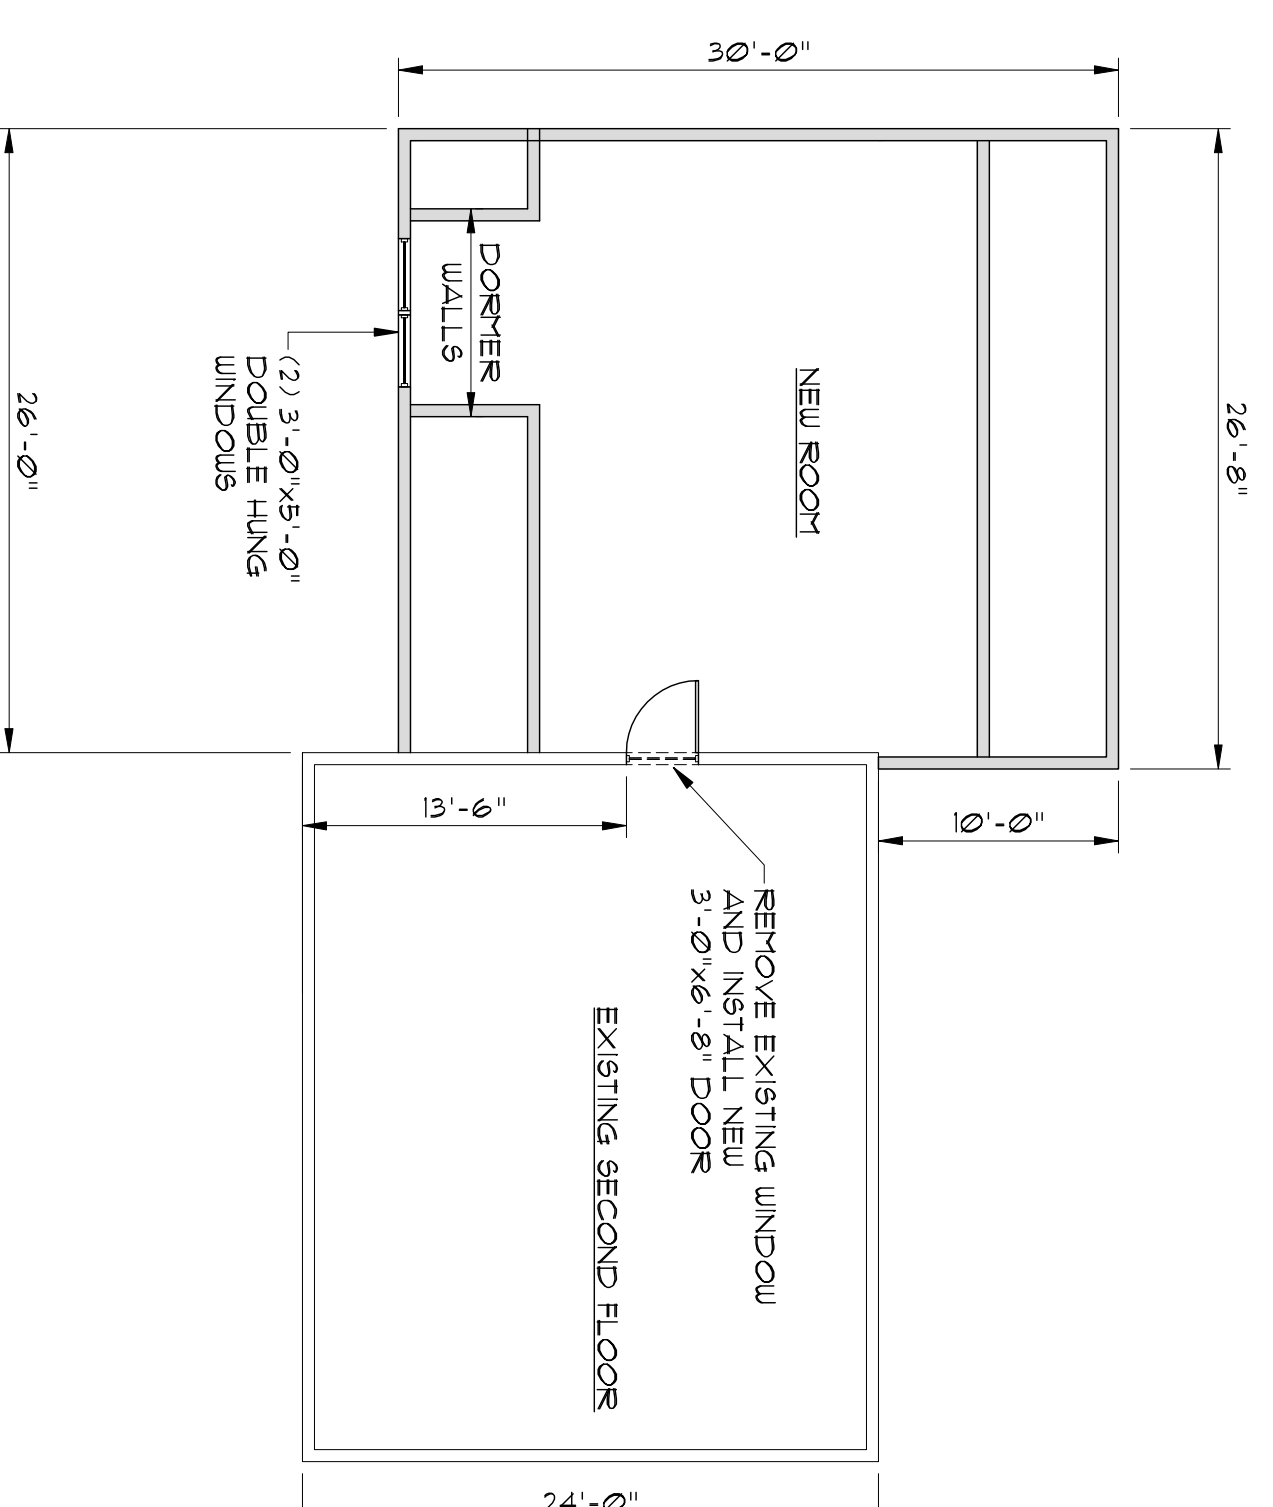 30'-0"
26'-0"
26'-8"
DORMER
WALLS
(2) 3'-0"x5'-0"
DOUBLE HUNG
WINDOWS
NEW ROOM
13'-6"
10'-0"
REMOVE EXISTING WINDOW
AND INSTALL NEW
3'-0"x6'-8" DOOR
EXISTING SECOND FLOOR
24'-0"